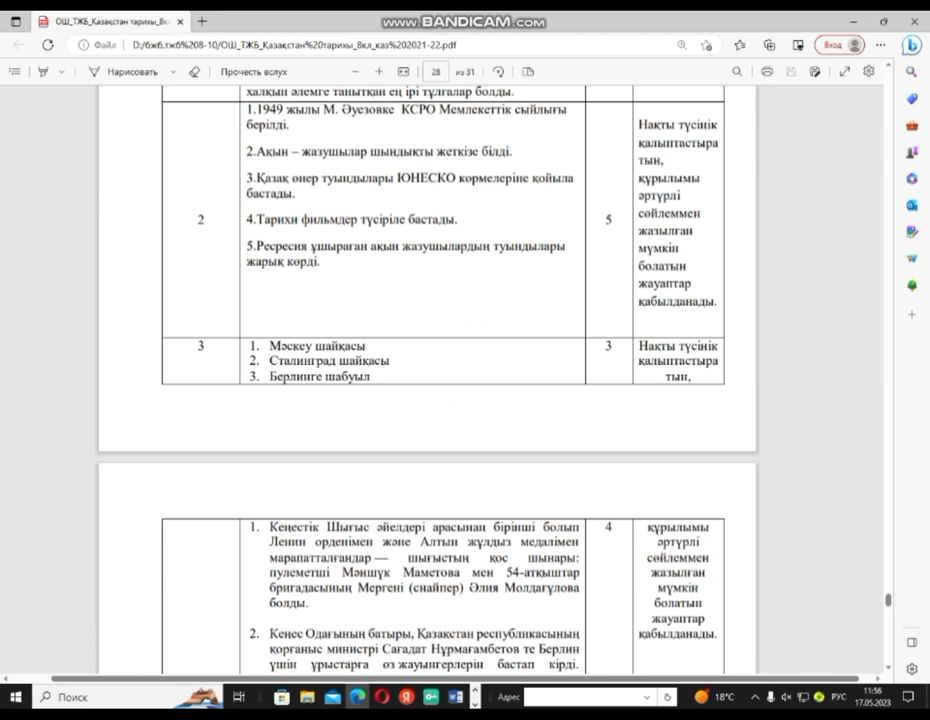 www.BANDICAM.com
ОШ_ТЖБ_Қазақстан тарихы_8кл
Файл
D:/бжб,тжб%208-10/ОШ_ТЖБ_Қазақстан%20тарихы_8кл_каз%202021-22.pdf
Вход
Нарисовать
Прочесть вслух
28
из 31
халқын әлемге танытқан ең ірі тұлғалар болды.
2
1.1949 жылы М. Әуезовке КСРО Мемлекеттік сыйлығы
берілді.
2.Ақын – жазушылар шындықты жеткізе білді.
3.Қазақ өнер туындылары ЮНЕСКО көрмелеріне қойыла
бастады.
4.Тарихи фильмдер түсіріле бастады.
5.Ресресия ұшыраған ақын жазушылардың туындылары
жарық көрді.
5
Нақты түсінік
қалыптастыра
тын,
құрылымы
әртүрлі
сөйлеммен
жазылған
мүмкін
болатын
жауаптар
қабылданады.
3
1. Мәскеу шайқасы
2. Сталинград шайқасы
3. Берлинге шабуыл
3
Нақты түсінік
қалыптастыра
тын,
1. Кеңестік Шығыс әйелдері арасынан бірінші болып
Ленин орденімен және Алтын жұлдыз медалімен
марапатталғандар — шығыстың қос шынары:
пулеметші Мәншүк Маметова мен 54-атқыштар
бригадасының Мергені (снайпер) Әлия Молдағұлова
болды.
2. Кеңес Одағының батыры, Қазақстан республикасының
қорғаныс министрі Сағадат Нұрмағамбетов те Берлин
үшін ұрыстарға өз жауынгерлерін бастап кірді.
4
құрылымы
әртүрлі
сөйлеммен
жазылған
мүмкін
болатын
жауаптар
қабылданады.
Поиск
Адрес
18°C
РУС
11:56
17.05.2023